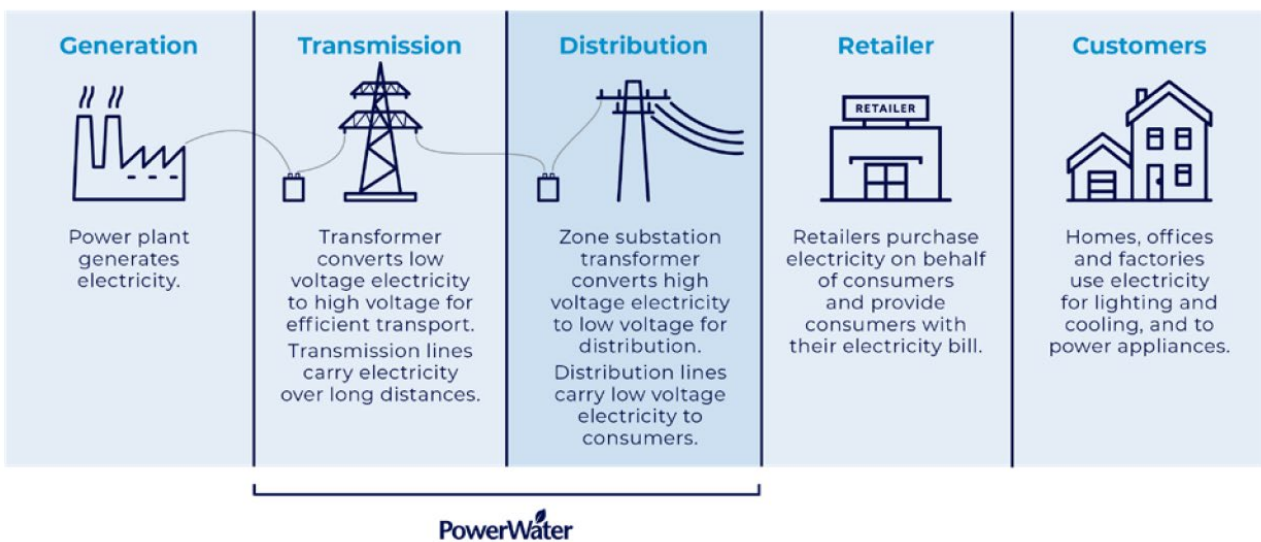 Generation
Power plant
generates
electricity.
Transmission
Transformer
converts low
voltage electricity
to high voltage for
efficient transport.
Transmission lines
carry electricity
over long distances.
Distribution
Zone substation
transformer
converts high
voltage electricity
to low voltage for
distribution.
Distribution lines
carry low voltage
electricity to
consumers.
Retailer
RETAILER
Retailers purchase
electricity on behalf
of consumers
and provide
consumers with
their electricity bill.
Customers
Homes, offices
and factories
use electricity
for lighting and
cooling, and to
power appliances.
PowerWater